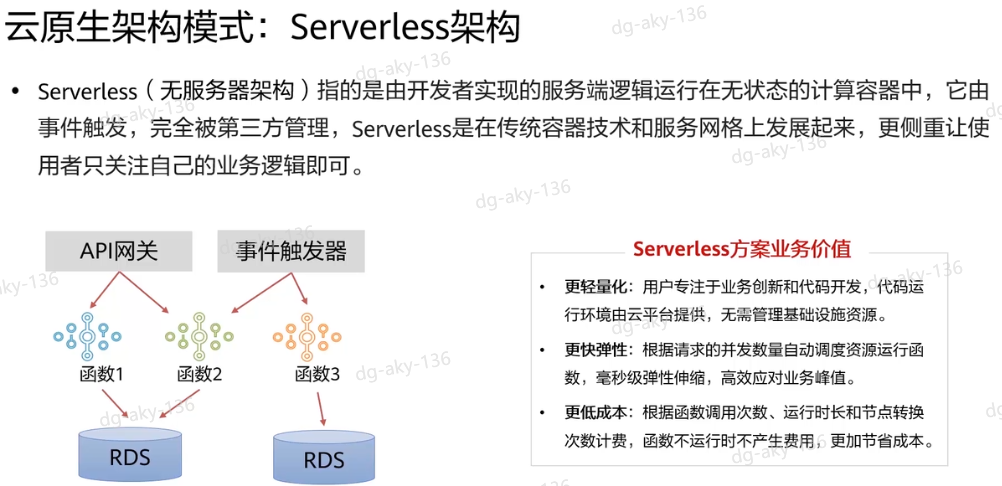 云原生架构模式：Serverless架构
• Serverless（无服务器架构）指的是由开发者实现的服务端逻辑运行在无状态的计算容器中，它由
事件触发，完全被第三方管理，Serverless是在传统容器技术和服务网格上发展起来，更侧重让使
用者只关注自己的业务逻辑即可。
API网关
事件触发器
函数1
函数2
函数3
RDS
RDS
Serverless方案业务价值
• 更轻量化：用户专注于业务创新和代码开发，代码运
行环境由云平台提供，无需管理基础设施资源。
• 更快弹性：根据请求的并发数量自动调度资源运行函
数，毫秒级弹性伸缩，高效应对业务峰值。
• 更低成本：根据函数调用次数、运行时长和节点转换
次数计费，函数不运行时不产生费用，更加节省成本。
dg-aky-136
dg-aky-136
dg-aky-136
dg-aky-136
dg-aky-136
dg-aky-136
dg-aky-136
dg-aky-136
dg-aky-136
dg-aky-136
dg-aky-136
dg-aky-136